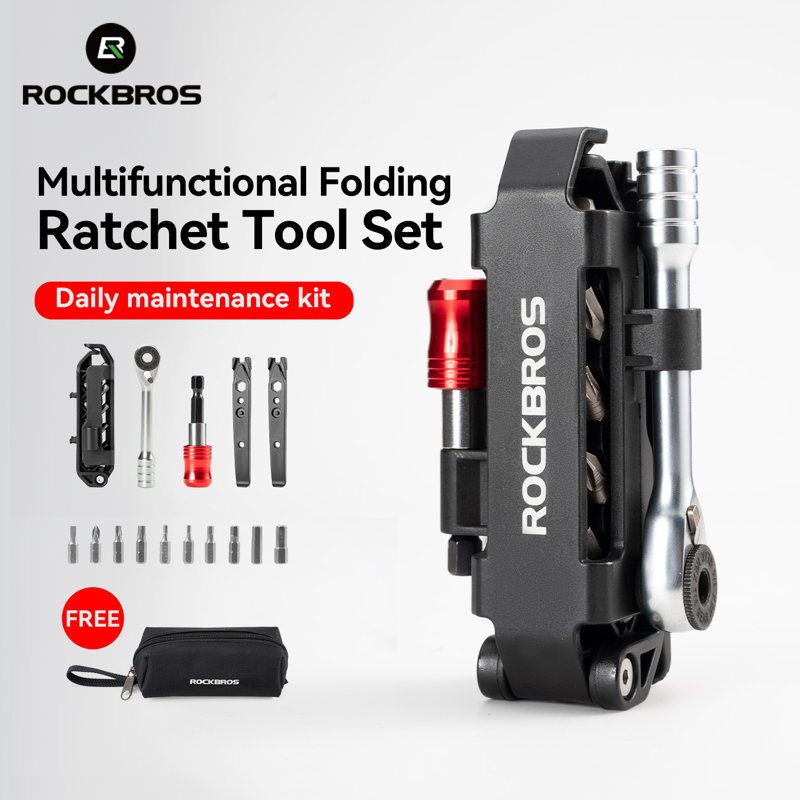 ROCKBROS
Multifunctional Folding
Ratchet Tool Set
Daily maintenance kit
ROCKBROS
FREE
ROCKBROS